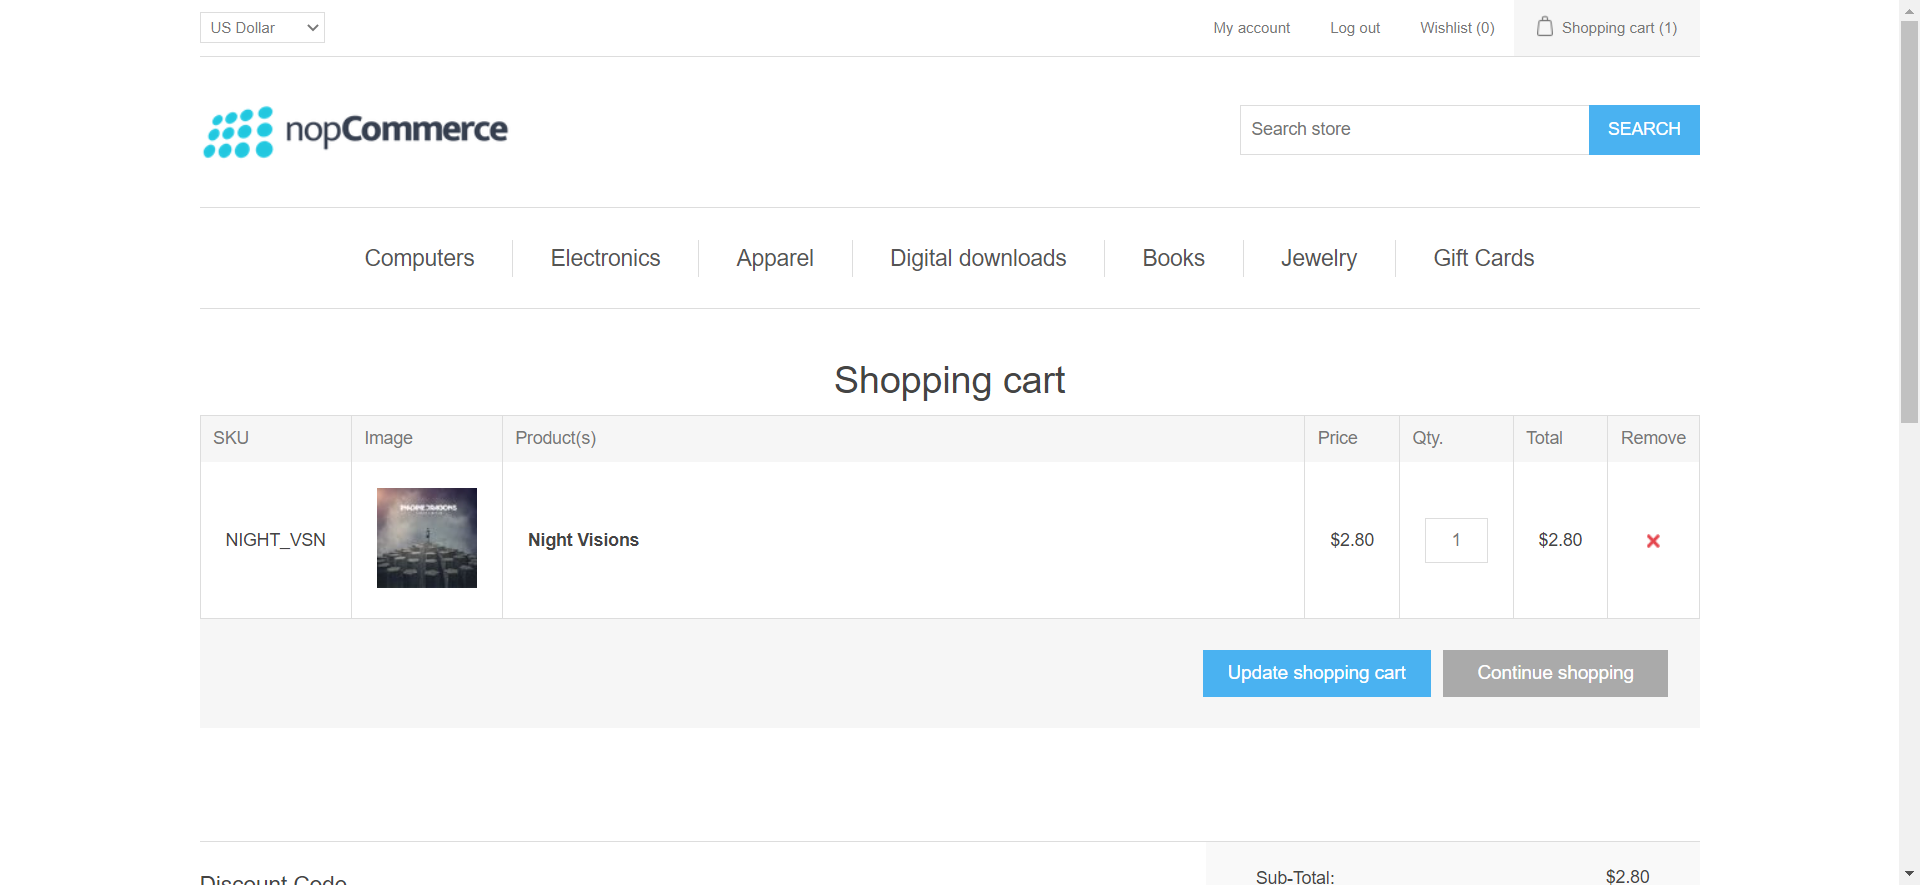 US Dollar
My account
Log out
Wishlist (0)
Shopping cart (1)
nopCommerce
Search store
SEARCH
Computers
Electronics
Apparel
Digital downloads
Books
Jewelry
Gift Cards
Shopping cart
SKU Image Product(s) Price Qty. Total Remove
IMAGINE DRAGONS
NIGHT_VSN Night Visions $2.80 1 $2.80
Update shopping cart
Continue shopping
Discount Code
Sub-Total: $2.80